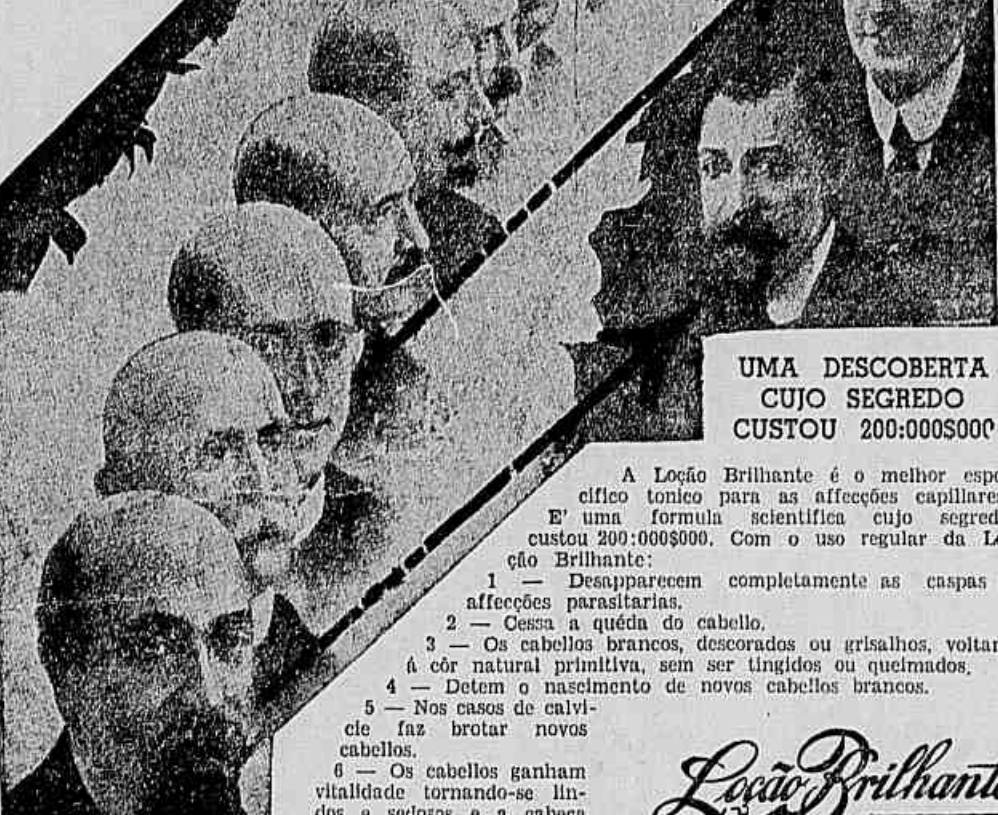 UMA DESCOBERTA
CUJO SEGREDO
CUSTOU 200:000$000
A Loção Brilhante é o melhor espe
cifico tonico para as affecções capillares
E' uma formula scientifica cujo segred
custou 200:000$000. Com o uso regular da Lo
ção Brilhante:
1 — Desapparecem completamente as caspas
affecções parasitarias.
2 — Cessa a quéda do cabello.
3 — Os cabellos brancos, descorados ou grisalhos, voltam
á côr natural primitiva, sem ser tingidos ou queimados.
4 — Detem o nascimento de novos cabellos brancos.
5 — Nos casos de calvi-
cie faz brotar novos
cabellos.
6 — Os cabellos ganham
vitalidade tornando-se lin-
dos e sedosos e a cabeça
Loção Brilhante